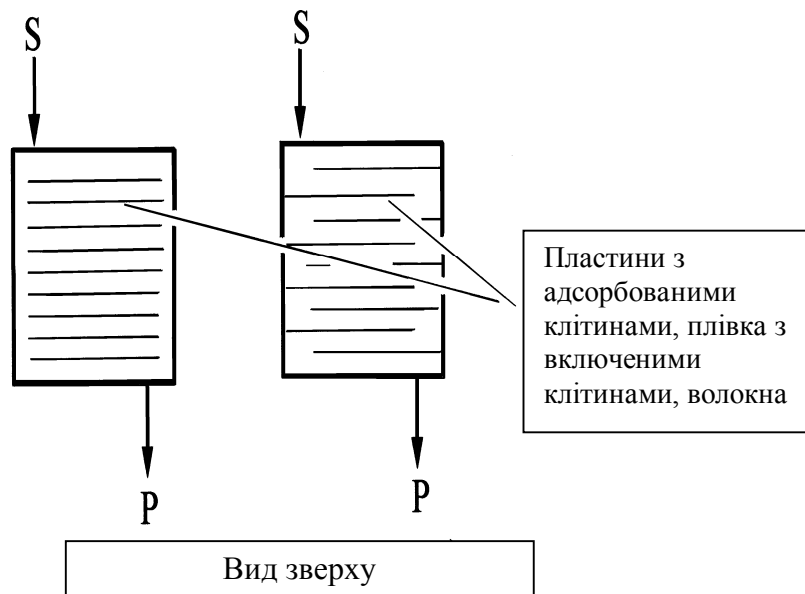 S
S
Пластини з
адсорбованими
клітинами, плівка з
включеними
клітинами, волокна
P
P
Вид зверху